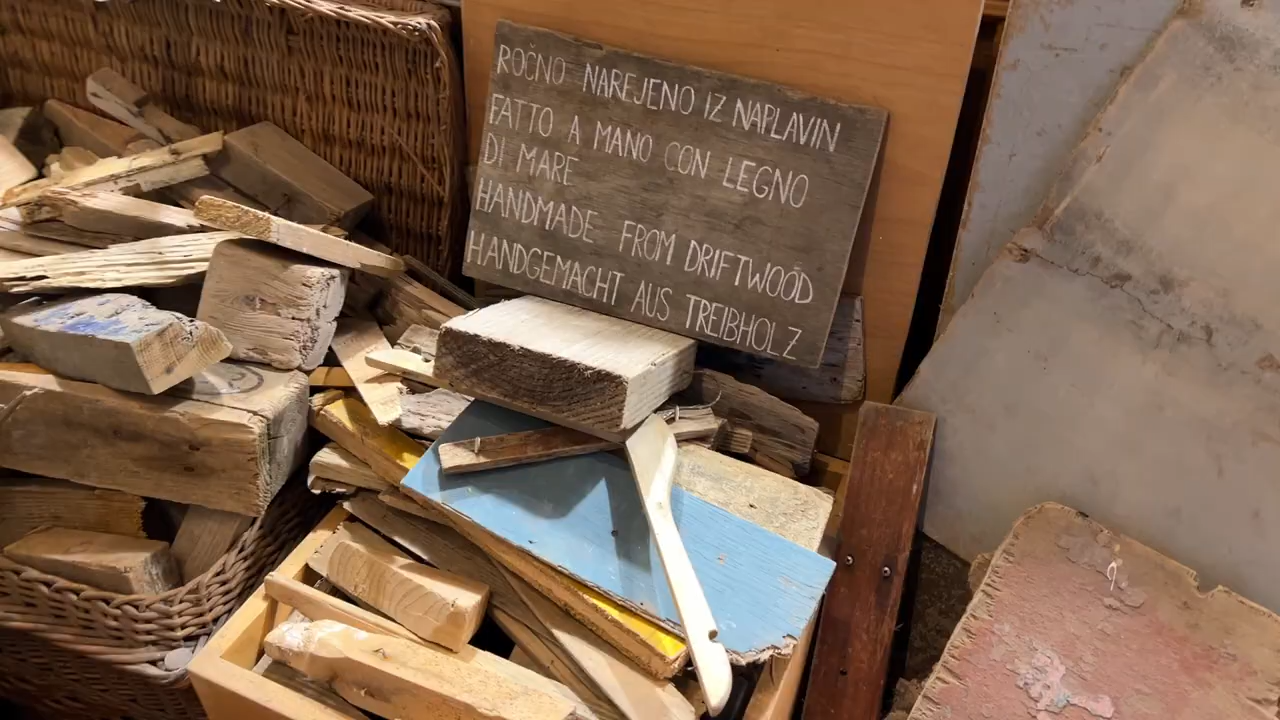 ROČNO NAREJENO IZ NAPLAVIN
FATTO A MANO CON LEGNO
DI MARE
HANDMADE FROM DRIFTWOOD
HANDGEMACHT AUS TREIBHOLZ